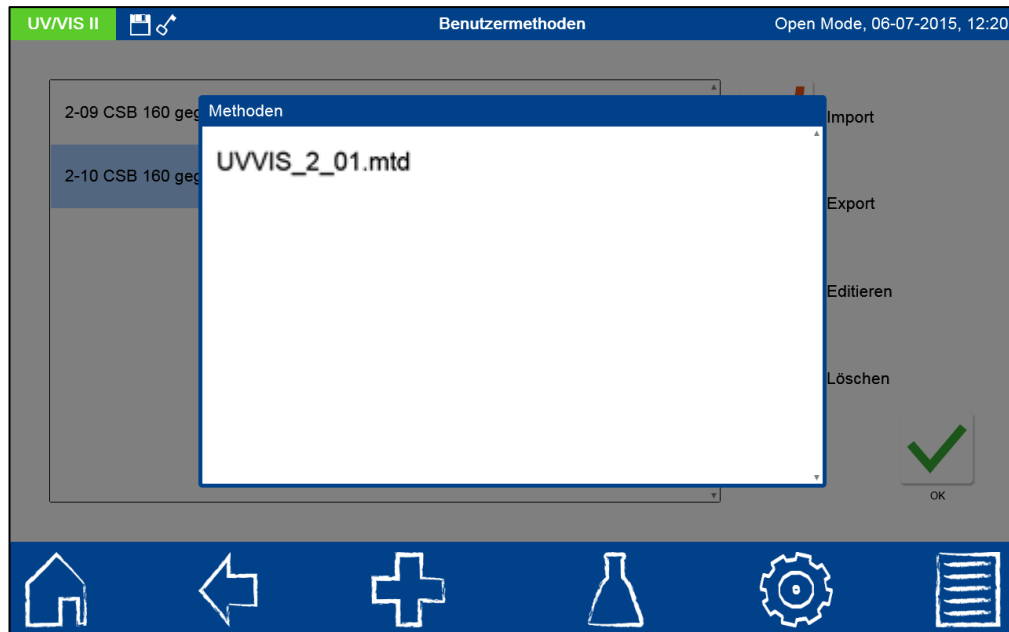 UV/VIS II Benutzermethoden Open Mode, 06-07-2015, 12:20
2-09 CSB 160 geg
Methoden
Import
UVVIS_2_01.mtd
2-10 CSB 160 geg
Export
Editieren
Löschen
OK